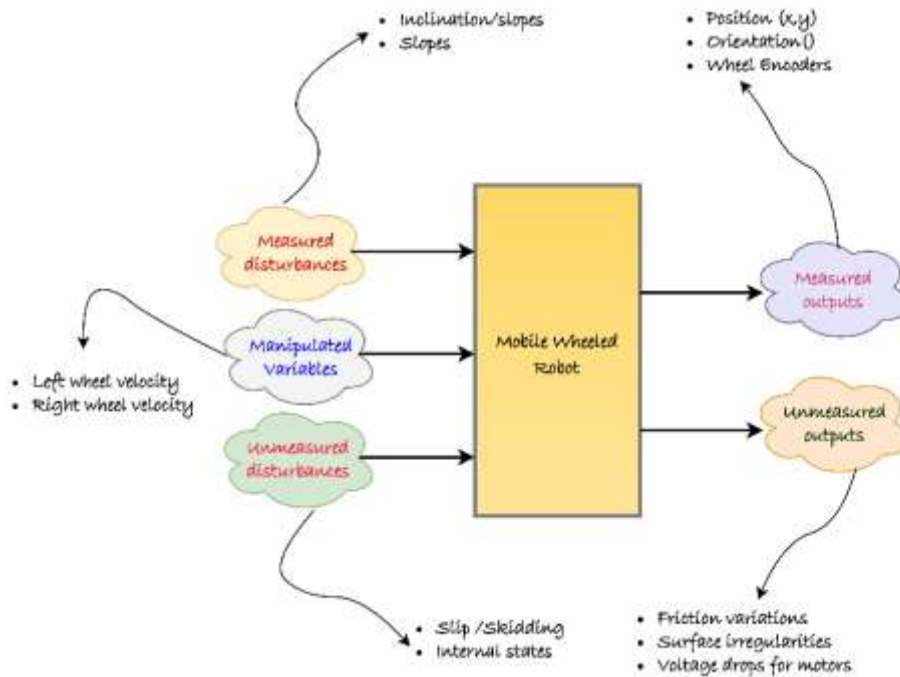 • Inclination/slopes
• Slopes
• Position (x,y)
• Orientation()
• Wheel Encoders
Measured
disturbances
Measured
outputs
Manipulated
Variables
Mobile Wheeled
Robot
• Left wheel velocity
• Right wheel velocity
Unmeasured
disturbances
Unmeasured
outputs
• Slip /Skidding
• Internal states
• Friction variations
• Surface irregularities
• Voltage drops for motors